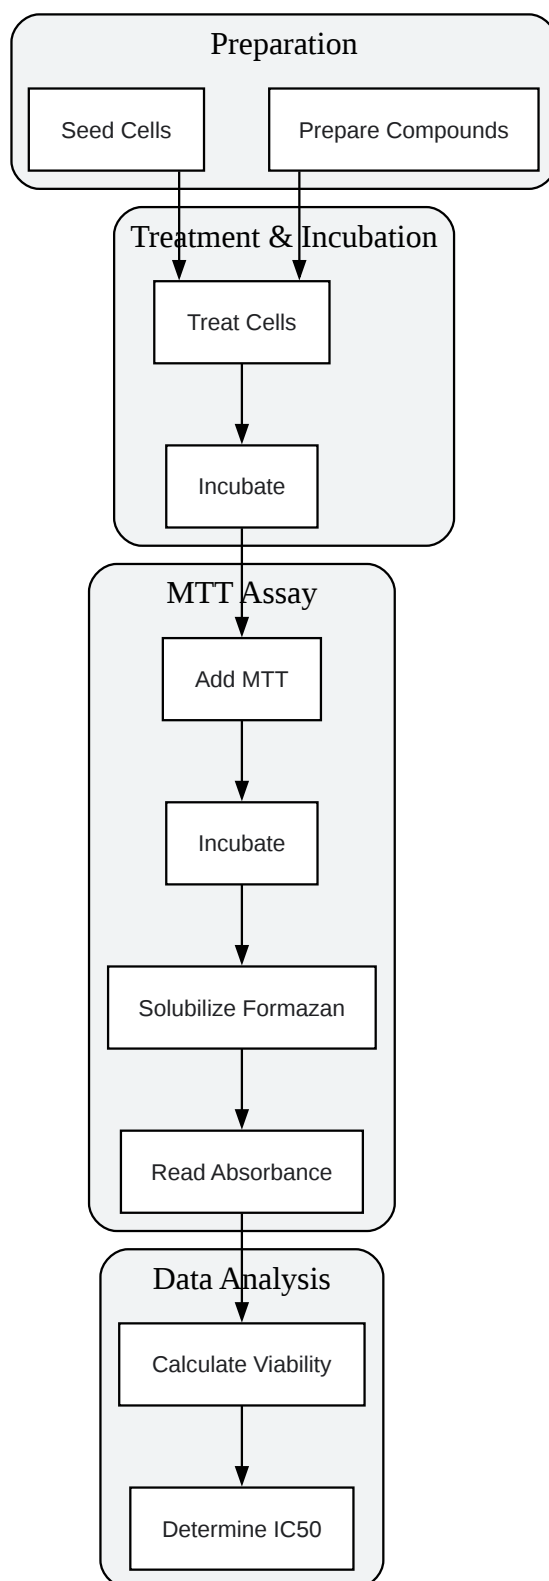 Preparation
Seed Cells
Prepare Compounds
Treatment & Incubation
Treat Cells
Incubate
MTT Assay
Add MTT
Incubate
Solubilize Formazan
Read Absorbance
Data Analysis
Calculate Viability
Determine IC50